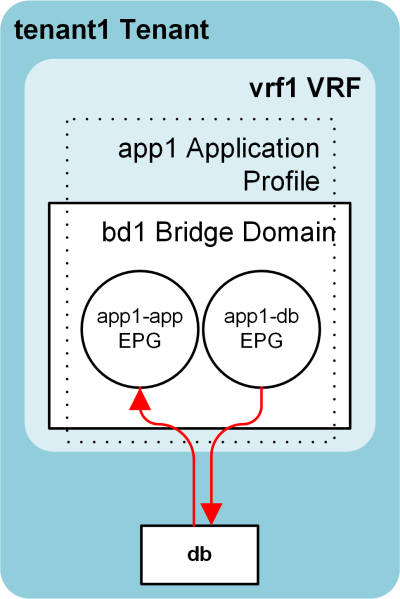 tenant1 Tenant
vrf1 VRF
app1 Application
Profile
bd1 Bridge Domain
app1-app
EPG
app1-db
EPG
db